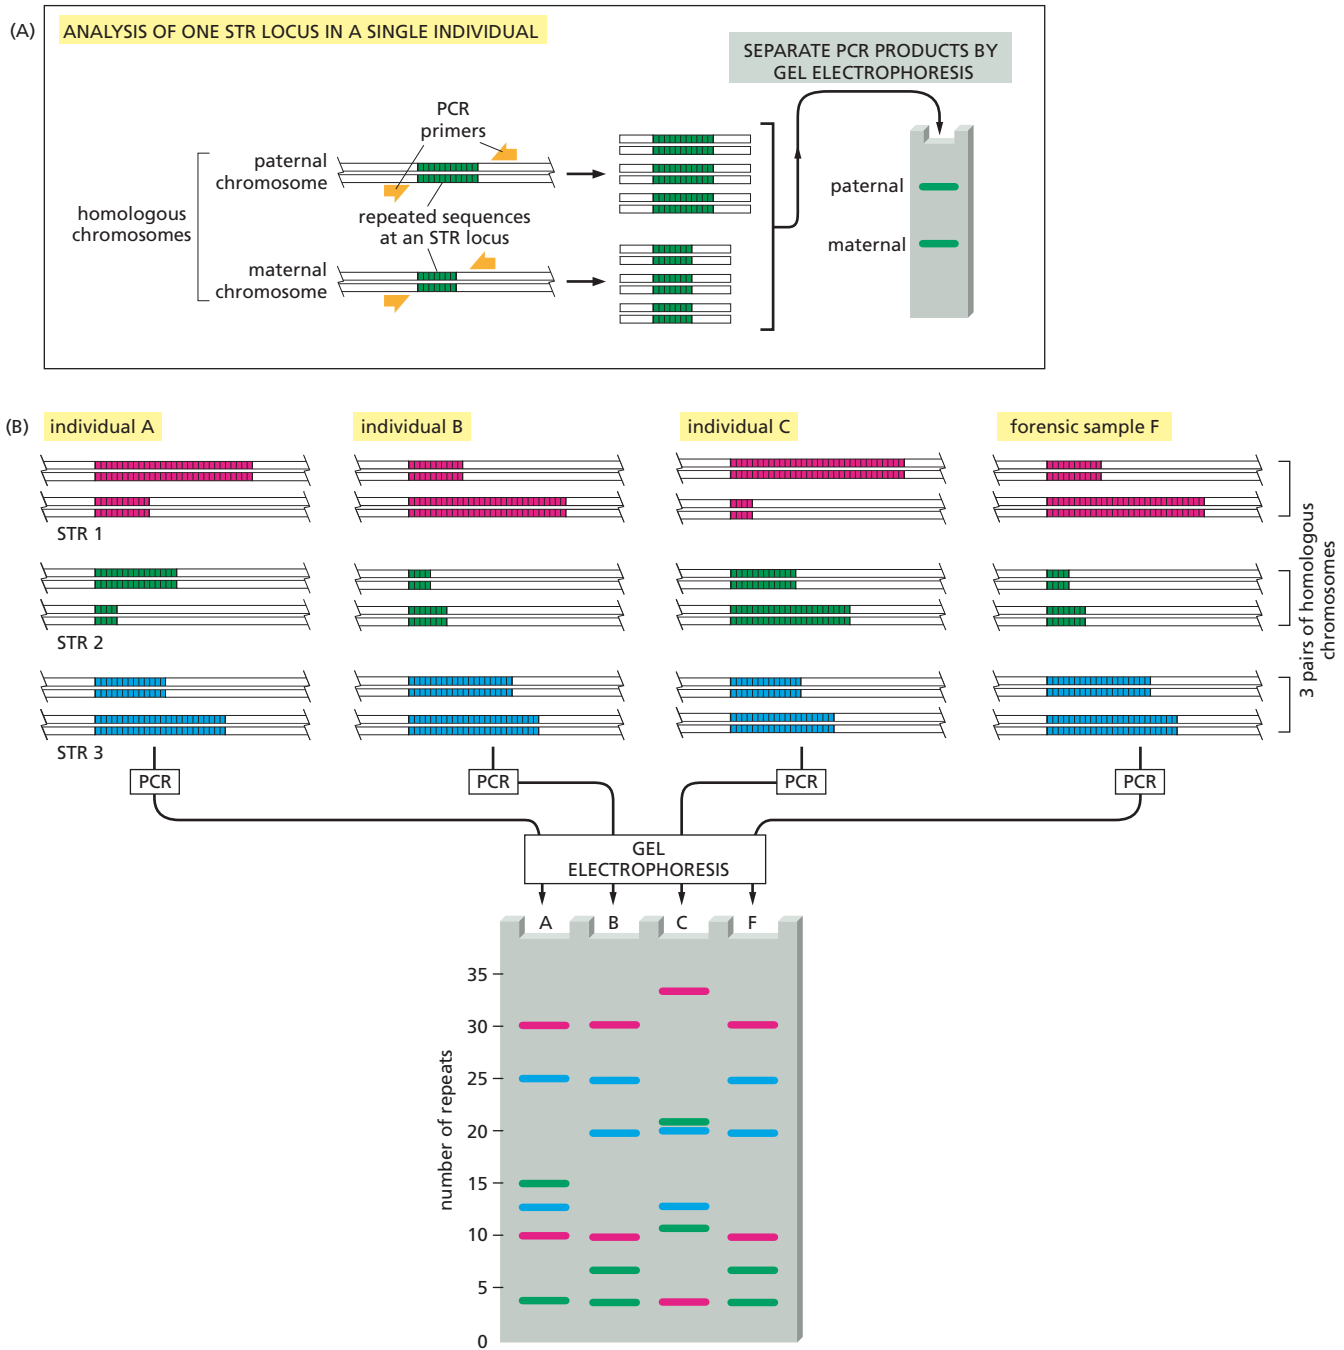 (A)
ANALYSIS OF ONE STR LOCUS IN A SINGLE INDIVIDUAL
SEPARATE PCR PRODUCTS BY
GEL ELECTROPHORESIS
PCR
primers
paternal
chromosome
homologous
chromosomes
repeated sequences
at an STR locus
maternal
chromosome
paternal
maternal
(B)
individual A
individual B
individual C
forensic sample F
STR 1
STR 2
STR 3
3 pairs of homologous
chromosomes
PCR
PCR
PCR
PCR
GEL
ELECTROPHORESIS
A
B
C
F
number of repeats
35
30
25
20
15
10
5
0